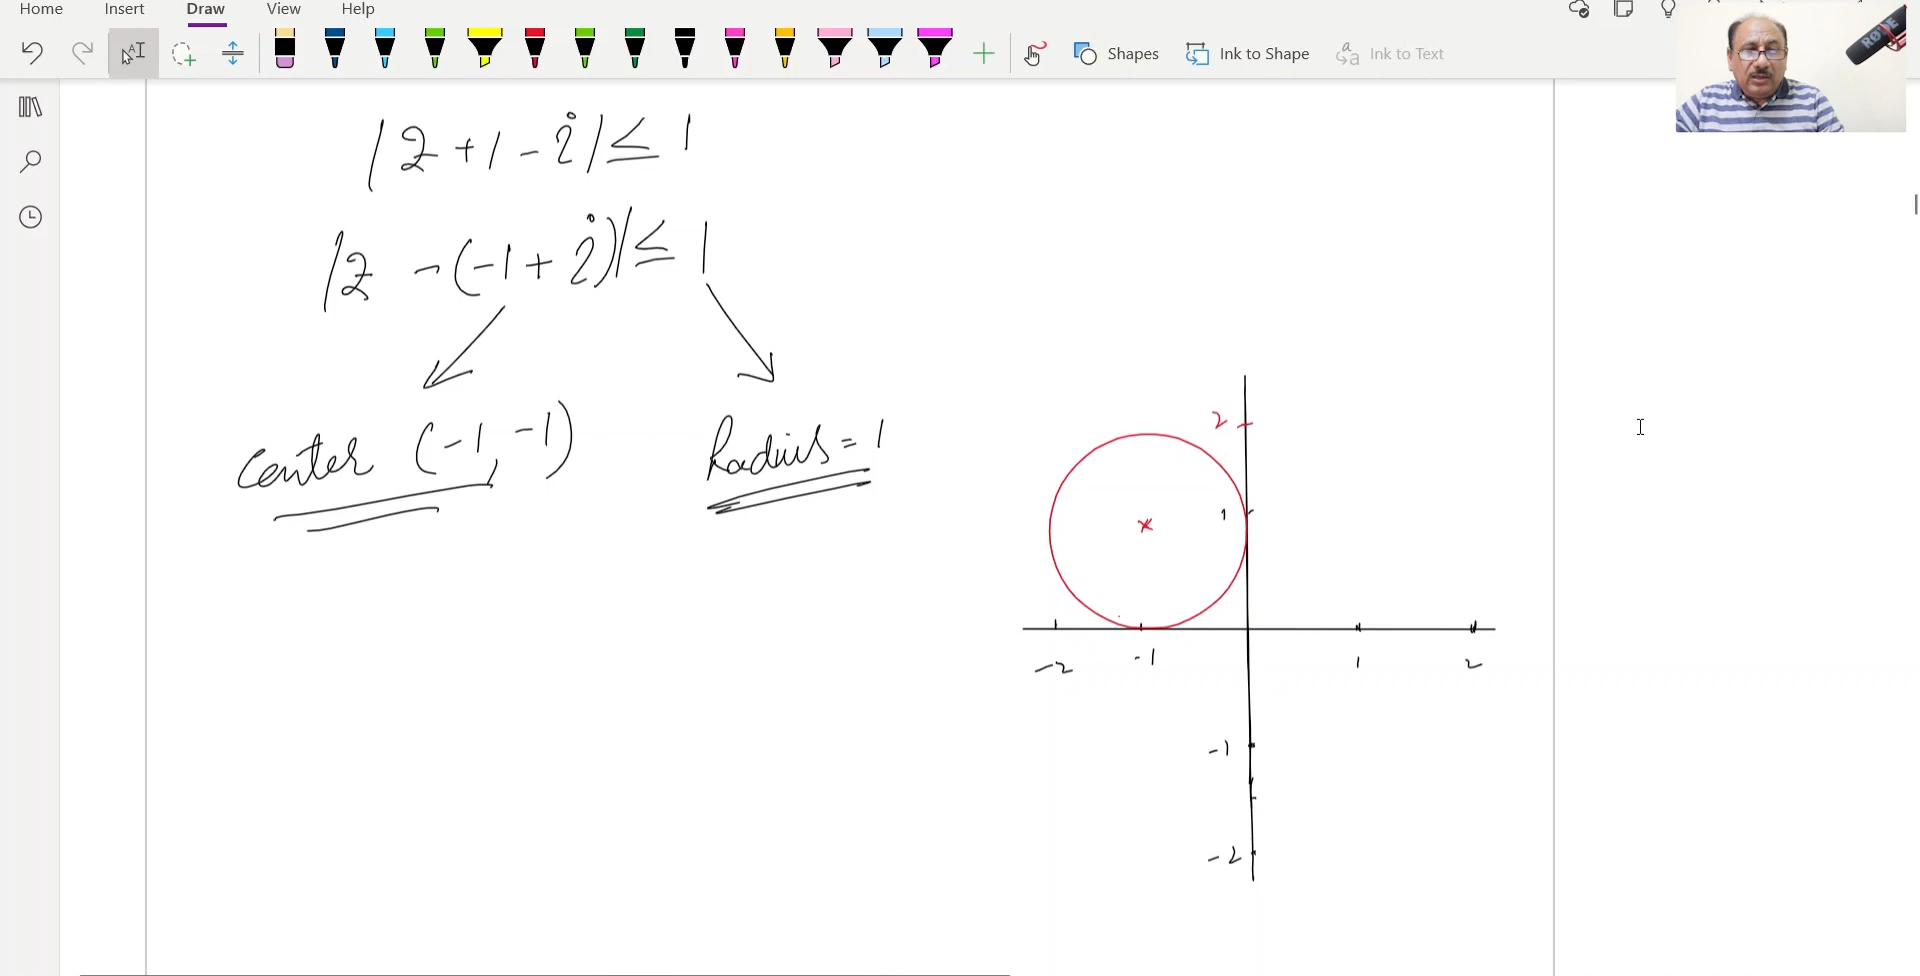 Home Insert Draw View Help
Shapes Ink to Shape Ink to Text
RØDE
|z + 1 - i| ≤ 1
|z - (-1 + i)| ≤ 1
Center (-1, -1) Radius = 1
2
1
-2 -1 1 2
-1
-2